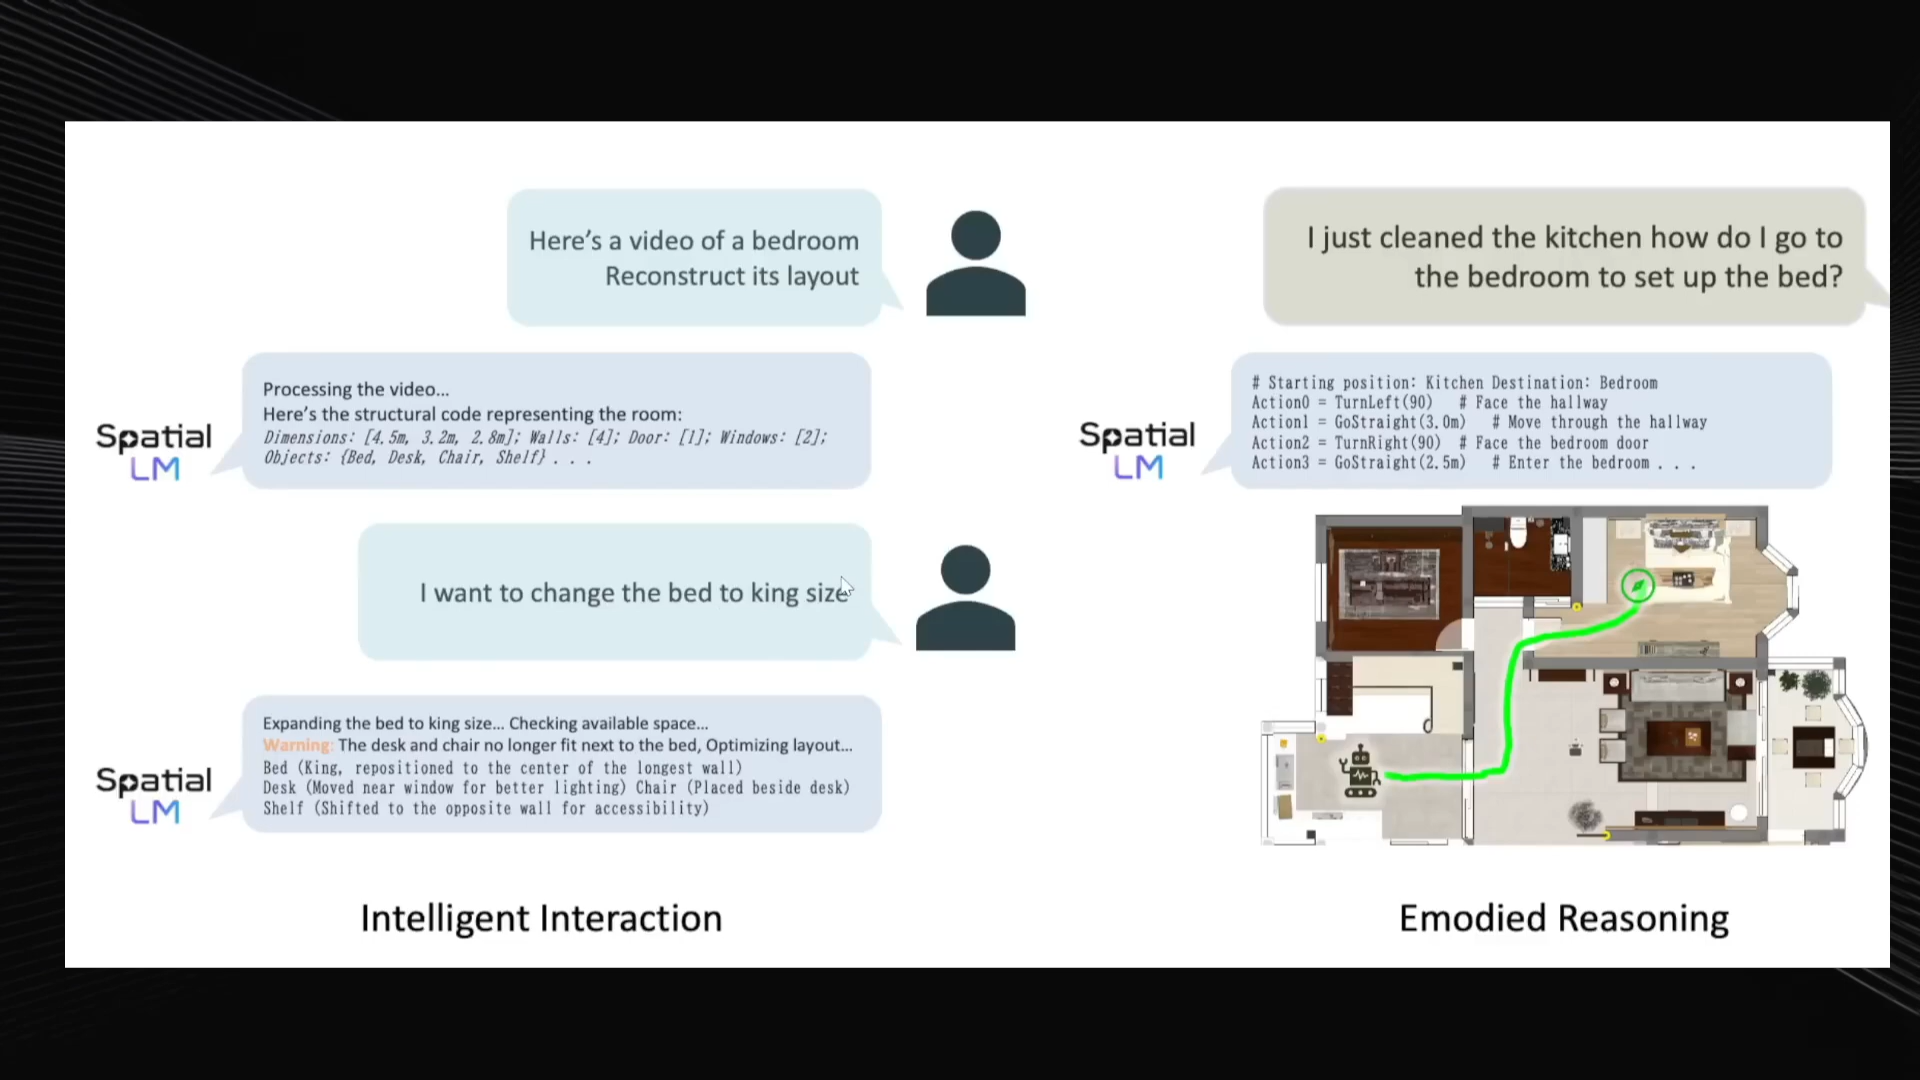 Here's a video of a bedroom
Reconstruct its layout
Spatial
LM
Processing the video...
Here's the structural code representing the room:
Dimensions: [4.5m, 3.2m, 2.8m]; Walls: [4]; Door: [1]; Windows: [2];
Objects: {Bed, Desk, Chair, Shelf} . . .
I want to change the bed to king size
Spatial
LM
Expanding the bed to king size... Checking available space...
Warning: The desk and chair no longer fit next to the bed, Optimizing layout...
Bed (King, repositioned to the center of the longest wall)
Desk (Moved near window for better lighting) Chair (Placed beside desk)
Shelf (Shifted to the opposite wall for accessibility)
Intelligent Interaction
I just cleaned the kitchen how do I go to
the bedroom to set up the bed?
Spatial
LM
# Starting position: Kitchen Destination: Bedroom
Action0 = TurnLeft(90) # Face the hallway
Action1 = GoStraight(3.0m) # Move through the hallway
Action2 = TurnRight(90) # Face the bedroom door
Action3 = GoStraight(2.5m) # Enter the bedroom . . .
Emodied Reasoning